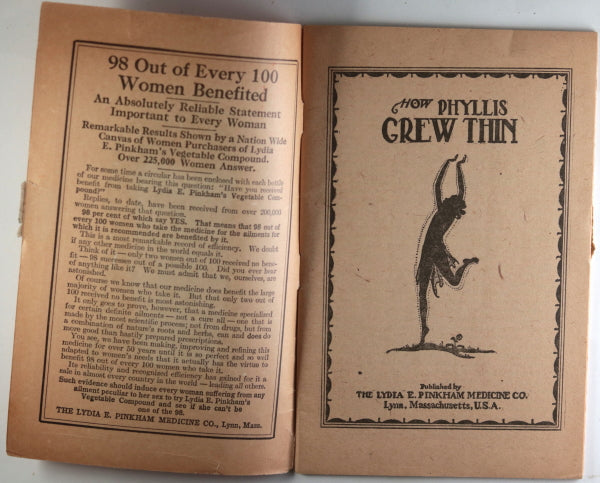 98 Out of Every 100
Women Benefited
An Absolutely Reliable Statement
Important to Every Woman
Remarkable Results Shown by a Nation Wide
Canvas of Women Purchasers of Lydia
E. Pinkham's Vegetable Compound.
Over 225,000 Women Answer.
For some time a circular has been enclosed with each bottle
of our medicine bearing this question: "Have you received
benefit from taking Lydia E. Pinkham's Vegetable Com-
pound?"
Replies, to date, have been received from over 200,000
women answering that question.
98 per cent of which say YES. That means that 98 out of
every 100 women who take the medicine for the ailments for
which it is recommended are benefited by it.
This is a most remarkable record of efficiency. We doubt
if any other medicine in the world equals it.
Think of it — only two women out of 100 received no bene-
fit — 98 successes out of a possible 100. Did you ever hear
of anything like it? We must admit that we, ourselves, are
astonished.
Of course we know that our medicine does benefit the large
majority of women who take it. But that only two out of
100 received no benefit is most astonishing.
It only goes to prove, however, that a medicine specialized
for certain definite ailments — not a cure all — one that is
made by the most scientific process; not from drugs, but from
a combination of nature's roots and herbs, can and does do
more good than hastily prepared prescriptions.
You see, we have been making, improving and refining this
medicine for over 50 years until it is so perfect and so well
adapted to women's needs that it actually has the virtue to
benefit 98 out of every 100 women who take it.
Its reliability and recognized efficiency has gained for it a
sale in almost every country in the world — leading all others.
Such evidence should induce every woman suffering from any
ailment peculiar to her sex to try Lydia E. Pinkham's
Vegetable Compound and see if she can't be
one of the 98.
THE LYDIA E. PINKHAM MEDICINE CO., Lynn, Mass.
HOW PHYLLIS
GREW THIN
Published by
THE LYDIA E. PINKHAM MEDICINE CO.
Lynn, Massachusetts, U.S.A.